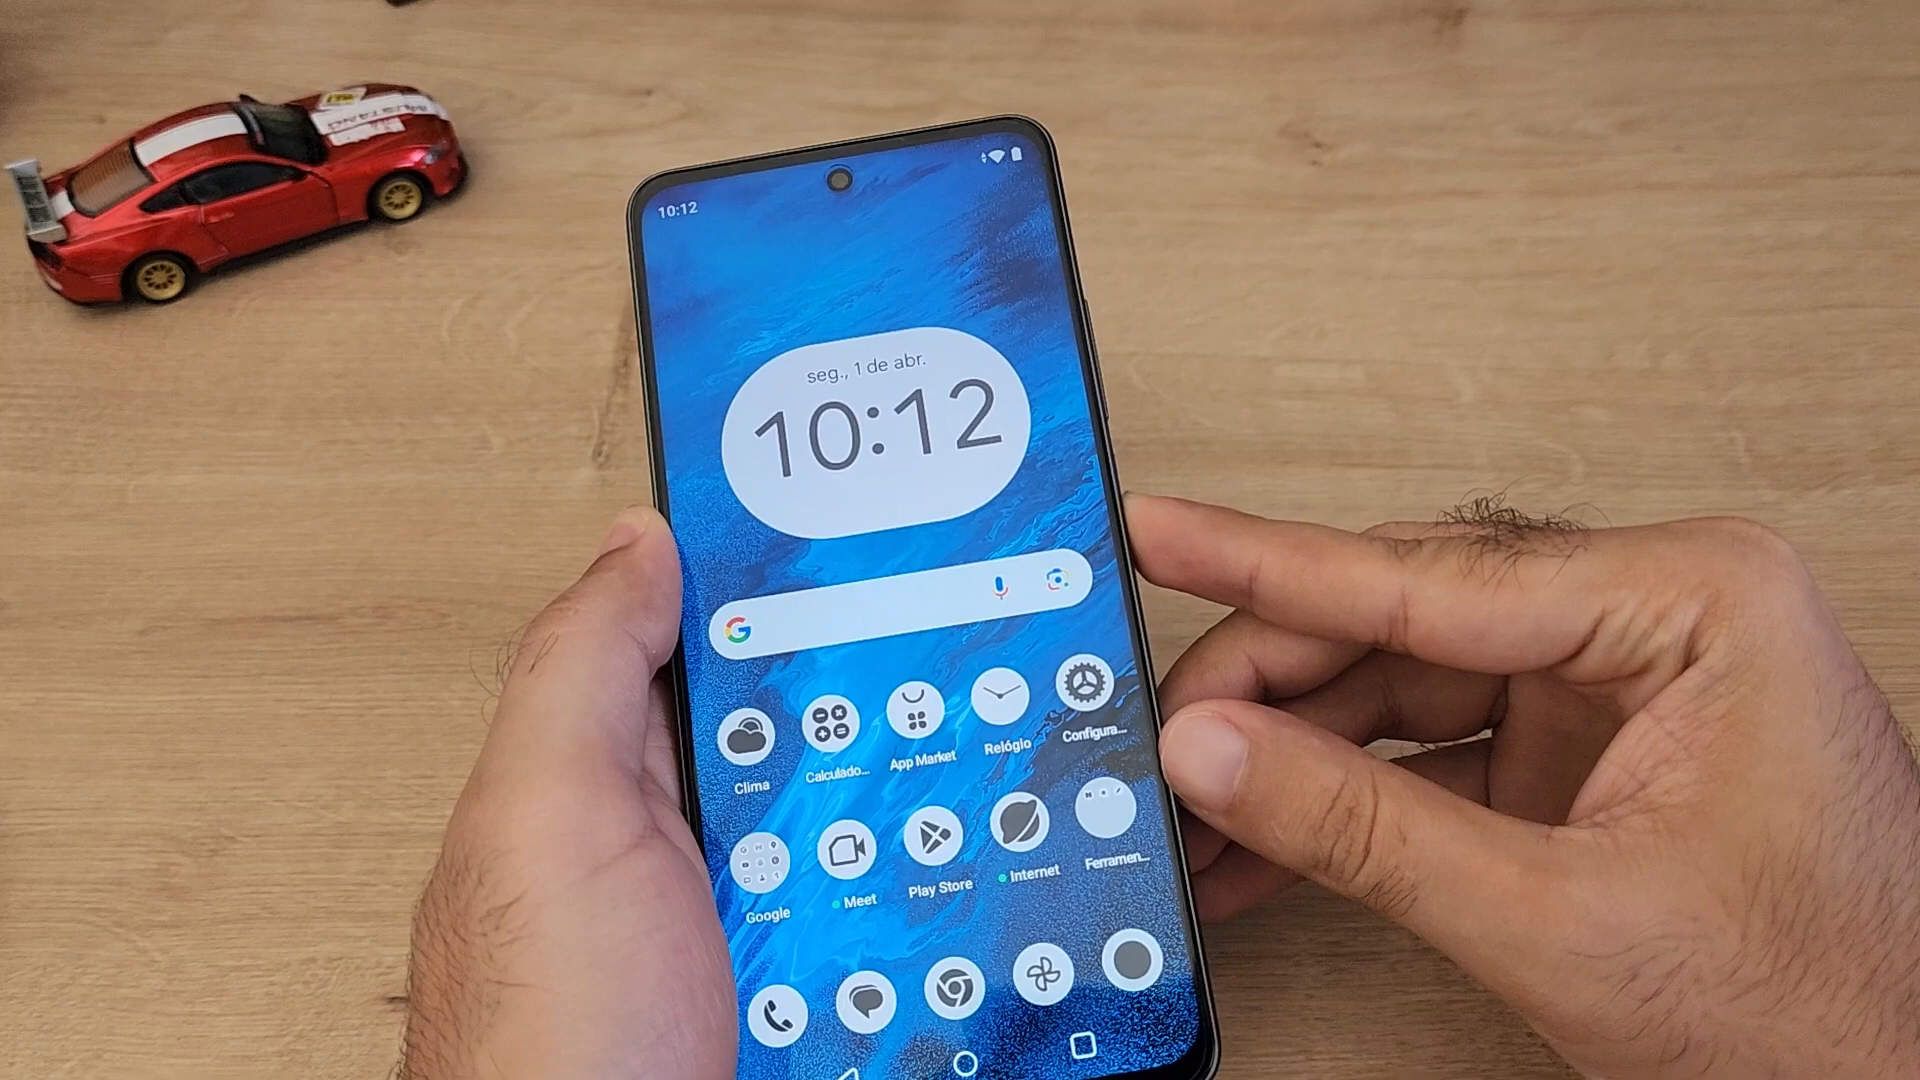 MUSTANG
10:12
seg., 1 de abr.
10:12
Clima
Calculado...
App Market
Relógio
Configura...
Google
Meet
Play Store
Internet
Ferramen...